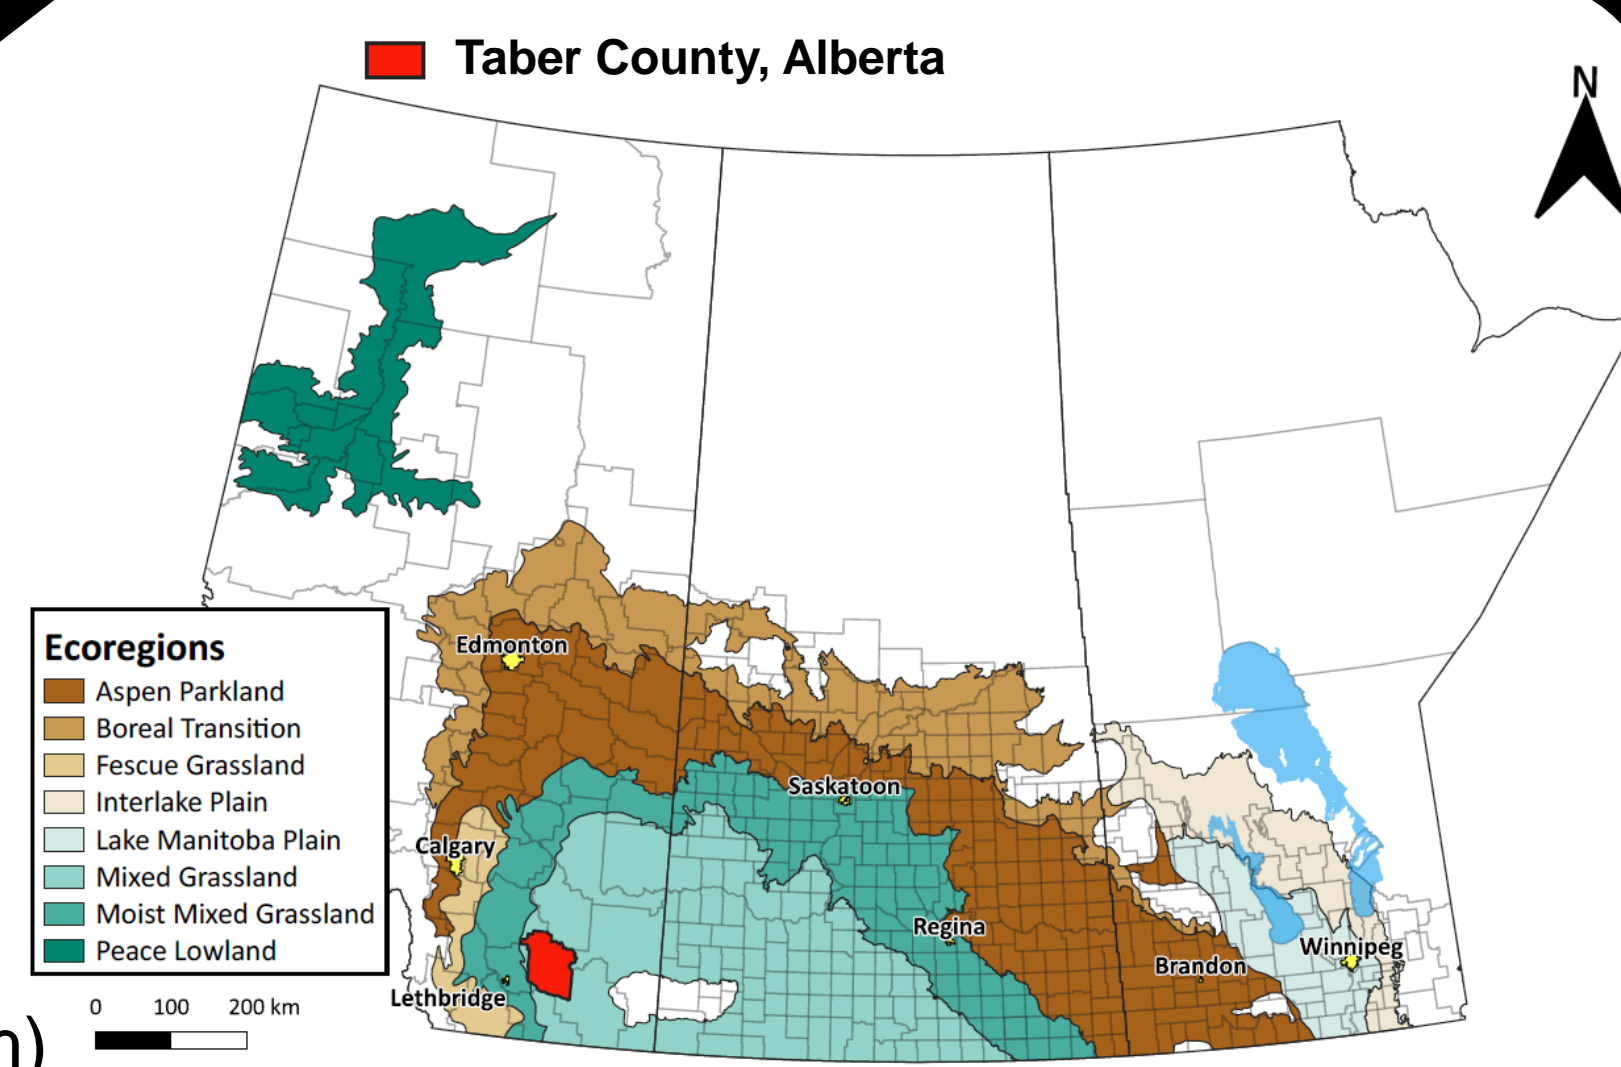 Taber County, Alberta
N
Edmonton
Ecoregions
Aspen Parkland
Boreal Transition
Fescue Grassland
Interlake Plain
Lake Manitoba Plain
Mixed Grassland
Moist Mixed Grassland
Peace Lowland
Saskatoon
Calgary
Regina
Winnipeg
Brandon
Lethbridge
0 100 200 km
n)